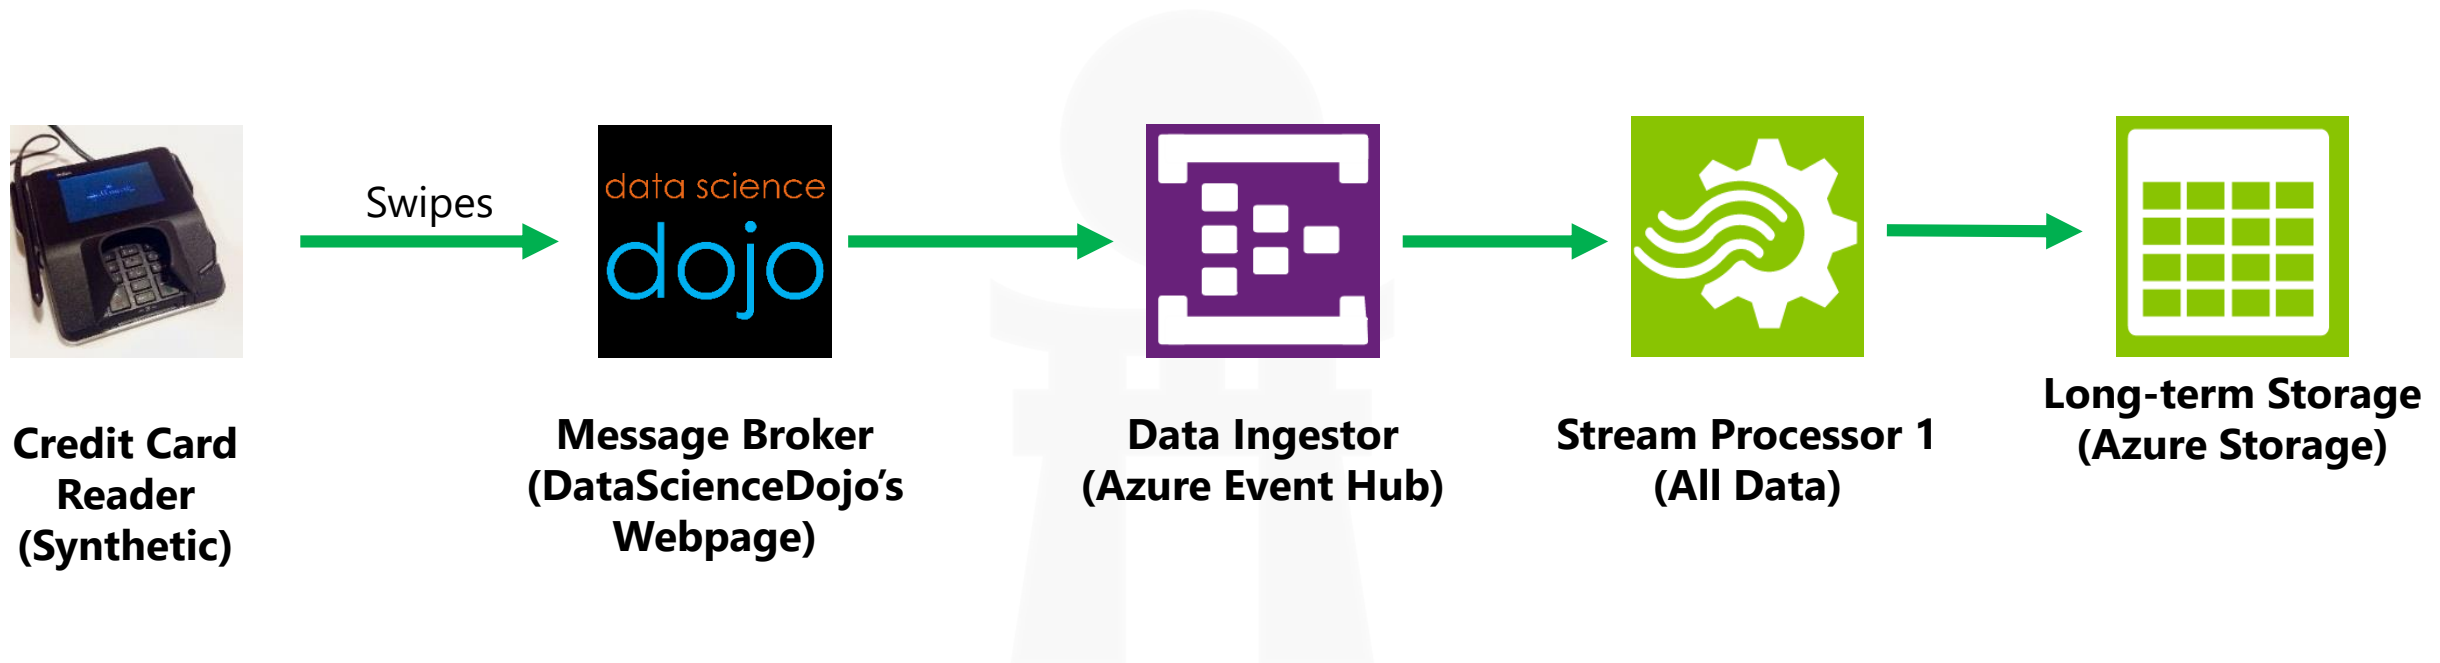 Swipes
data science
dojo
Credit Card
Reader
(Synthetic)
Message Broker
(DataScienceDojo’s
Webpage)
Data Ingestor
(Azure Event Hub)
Stream Processor 1
(All Data)
Long-term Storage
(Azure Storage)